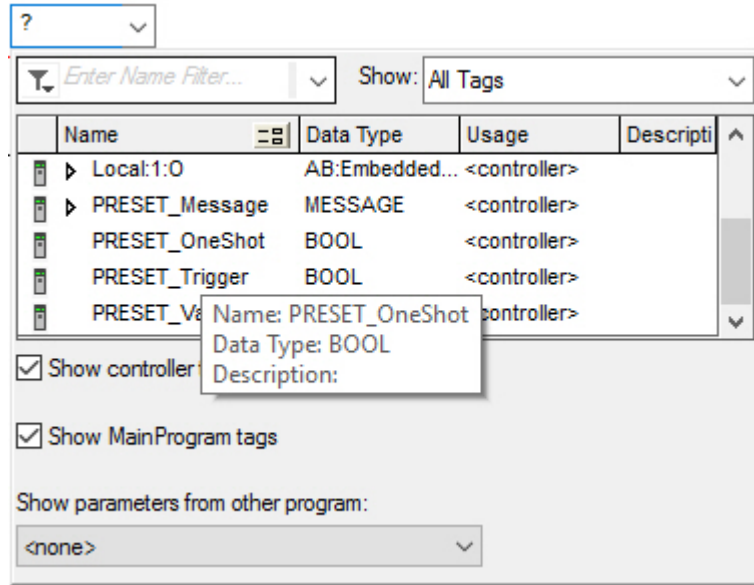 ?
Enter Name Filter... Show: All Tags
Name Data Type Usage Descripti
Local:1:O AB:Embedded... <controller>
PRESET_Message MESSAGE <controller>
PRESET_OneShot BOOL <controller>
PRESET_Trigger BOOL <controller>
PRESET_Va controller>
Name: PRESET_OneShot
Data Type: BOOL
Description:
Show controller
Show MainProgram tags
Show parameters from other program:
<none>